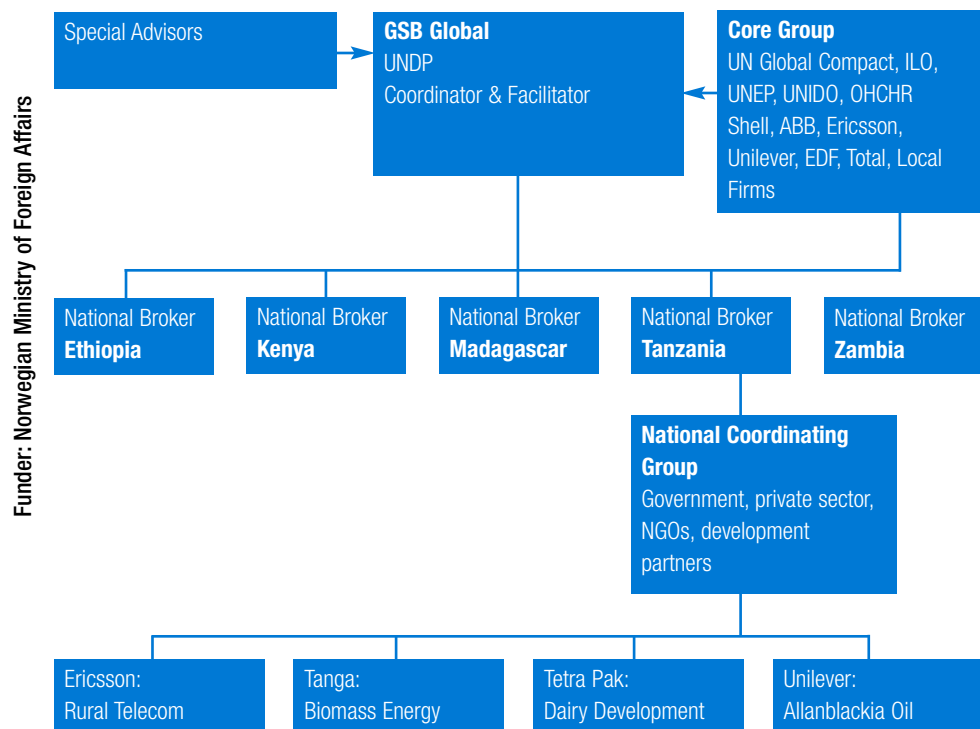 Funder: Norwegian Ministry of Foreign Affairs
Special Advisors
GSB Global
UNDP
Coordinator & Facilitator
Core Group
UN Global Compact, ILO,
UNEP, UNIDO, OHCHR
Shell, ABB, Ericsson,
Unilever, EDF, Total, Local
Firms
National Broker
Ethiopia
National Broker
Kenya
National Broker
Madagascar
National Broker
Tanzania
National Broker
Zambia
National Coordinating
Group
Government, private sector,
NGOs, development
partners
Ericsson:
Rural Telecom
Tanga:
Biomass Energy
Tetra Pak:
Dairy Development
Unilever:
Allanblackia Oil